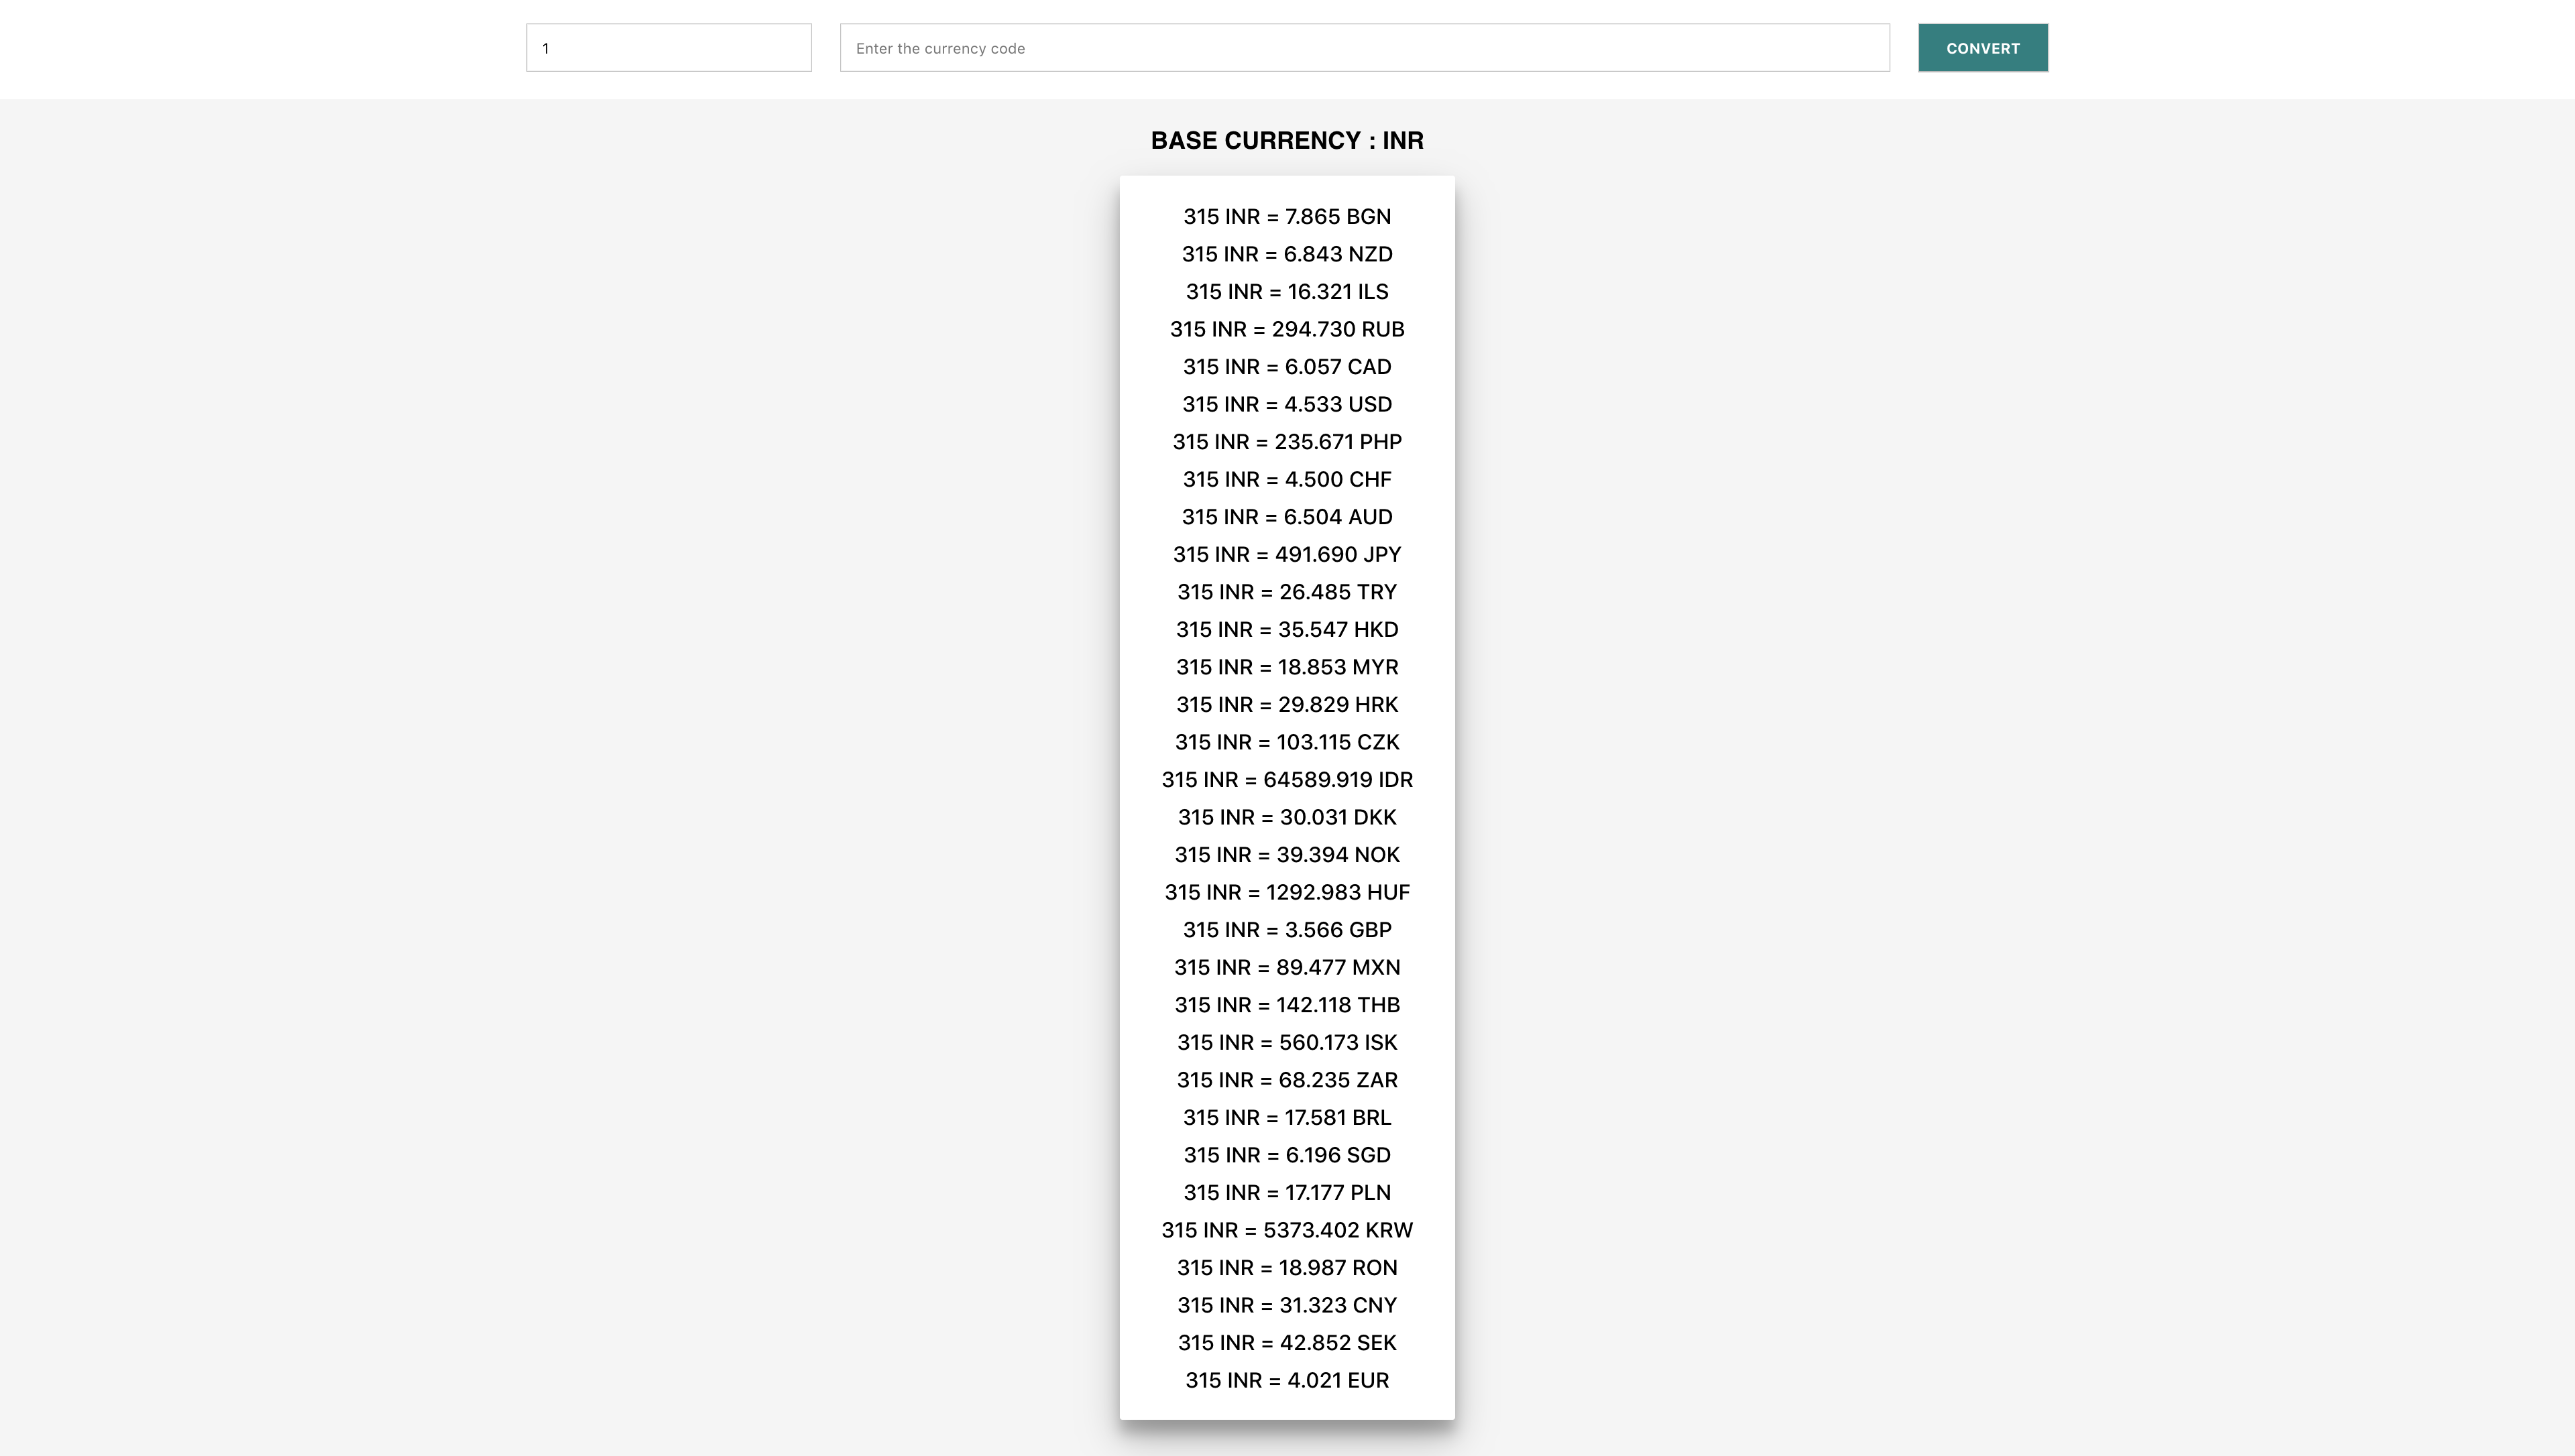 1
Enter the currency code
CONVERT
BASE CURRENCY : INR
315 INR = 7.865 BGN
315 INR = 6.843 NZD
315 INR = 16.321 ILS
315 INR = 294.730 RUB
315 INR = 6.057 CAD
315 INR = 4.533 USD
315 INR = 235.671 PHP
315 INR = 4.500 CHF
315 INR = 6.504 AUD
315 INR = 491.690 JPY
315 INR = 26.485 TRY
315 INR = 35.547 HKD
315 INR = 18.853 MYR
315 INR = 29.829 HRK
315 INR = 103.115 CZK
315 INR = 64589.919 IDR
315 INR = 30.031 DKK
315 INR = 39.394 NOK
315 INR = 1292.983 HUF
315 INR = 3.566 GBP
315 INR = 89.477 MXN
315 INR = 142.118 THB
315 INR = 560.173 ISK
315 INR = 68.235 ZAR
315 INR = 17.581 BRL
315 INR = 6.196 SGD
315 INR = 17.177 PLN
315 INR = 5373.402 KRW
315 INR = 18.987 RON
315 INR = 31.323 CNY
315 INR = 42.852 SEK
315 INR = 4.021 EUR